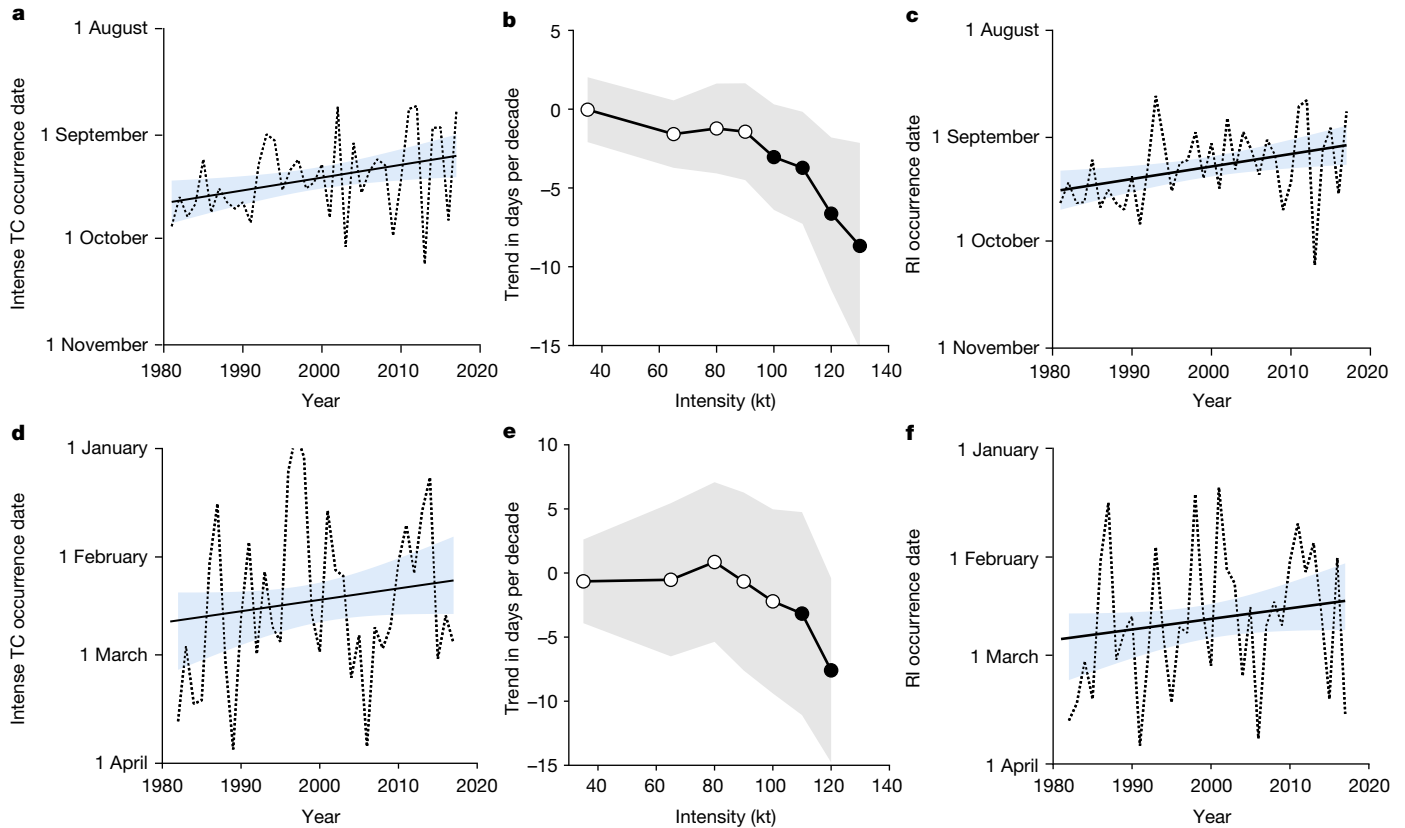 a
Intense TC occurrence date
1 August
1 September
1 October
1 November
1980 1990 2000 2010 2020
Year
b
Trend in days per decade
5
0
−5
−10
−15
40 60 80 100 120 140
Intensity (kt)
c
RI occurrence date
1 August
1 September
1 October
1 November
1980 1990 2000 2010 2020
Year
d
Intense TC occurrence date
1 January
1 February
1 March
1 April
1980 1990 2000 2010 2020
Year
e
Trend in days per decade
10
5
0
−5
−10
−15
40 60 80 100 120 140
Intensity (kt)
f
RI occurrence date
1 January
1 February
1 March
1 April
1980 1990 2000 2010 2020
Year